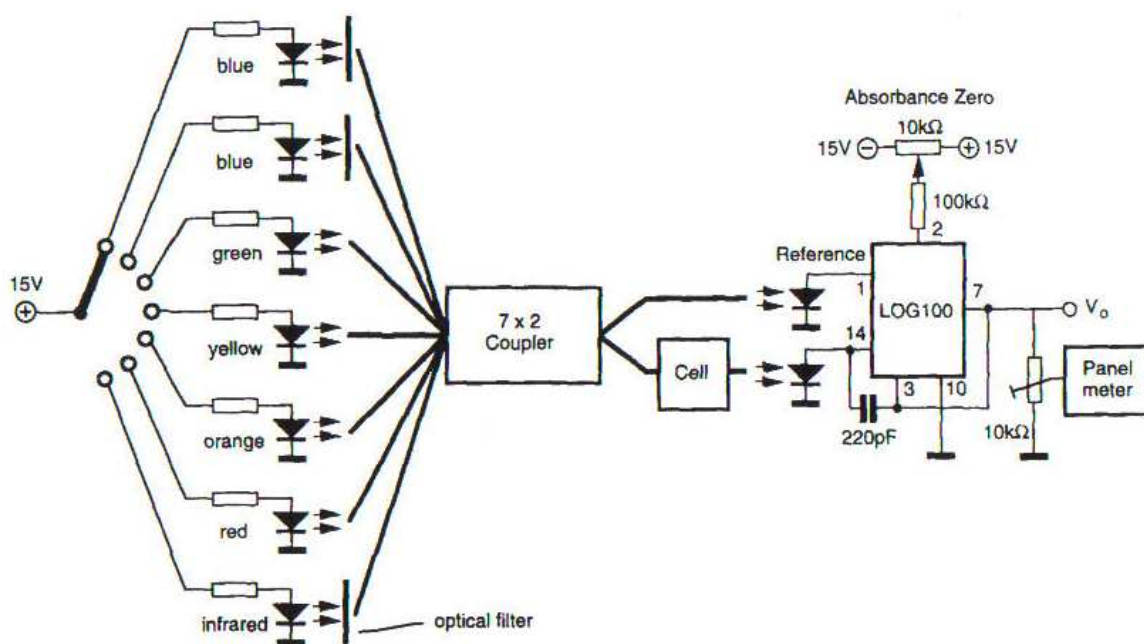 blue
blue
green
yellow
orange
red
infrared
optical filter
15V
+
7 x 2
Coupler
Cell
Absorbance Zero
10kΩ
15V − + 15V
100kΩ
2
Reference
1
7
LOG100
14
3 10
220pF
Vo
10kΩ
Panel
meter